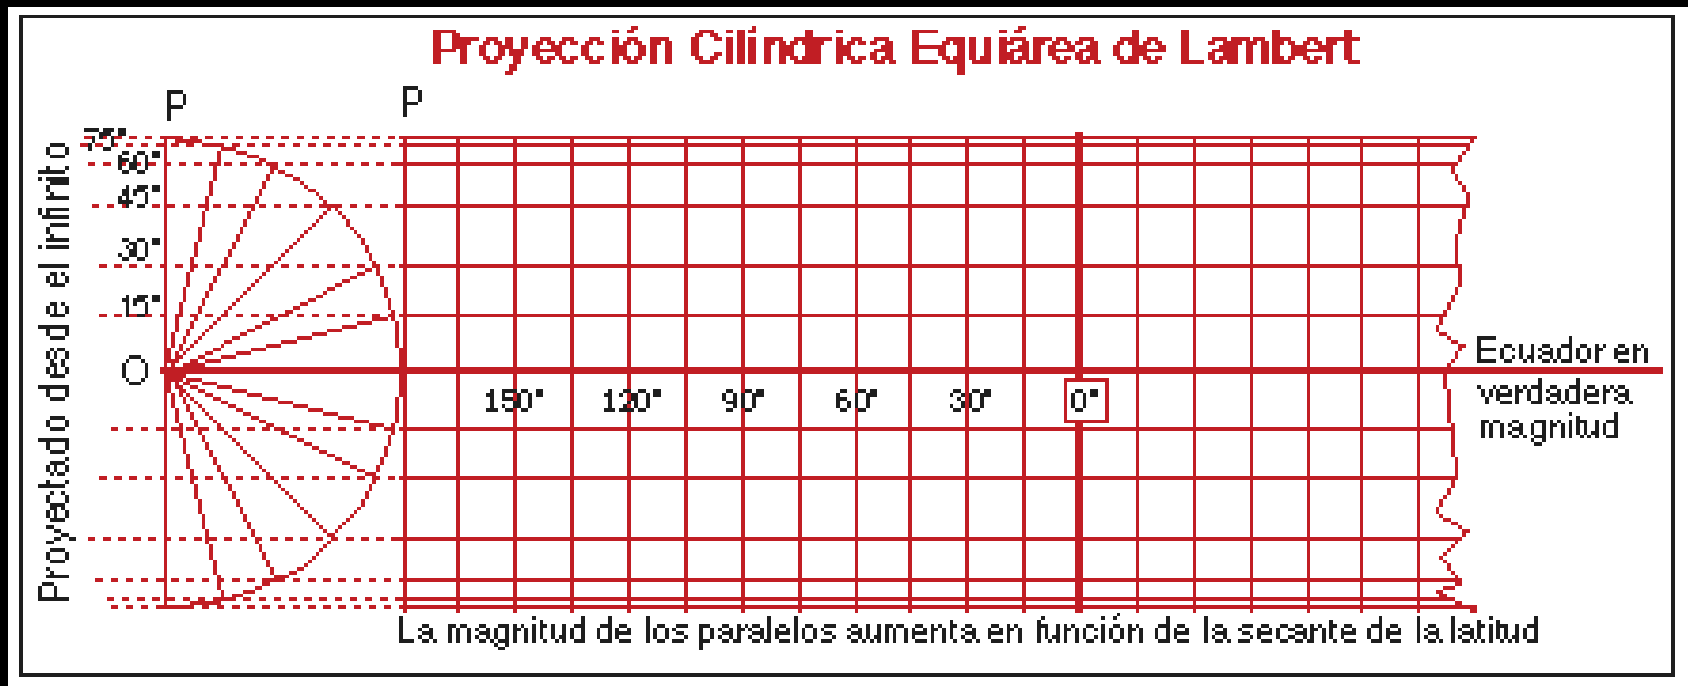 Proyección Cilíndrica Equiárea de Lambert
P
P
Proyectado desde el infinito
75°
60°
45°
30°
15°
O
150° 120° 90° 60° 30° 0°
Ecuador en
verdadera
magnitud
La magnitud de los paralelos aumenta en función de la secante de la latitud